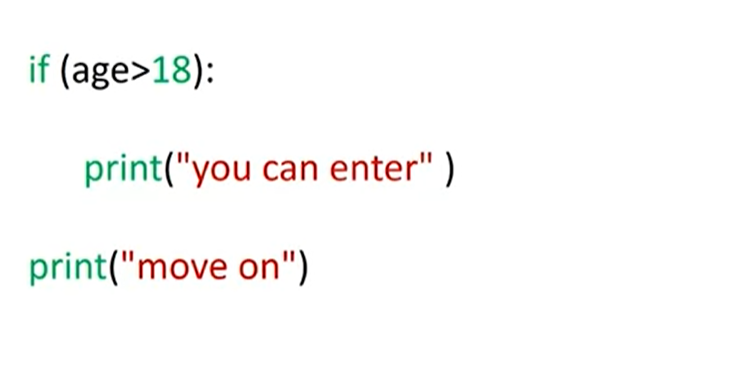 if (age>18):
print("you can enter" )
print("move on")